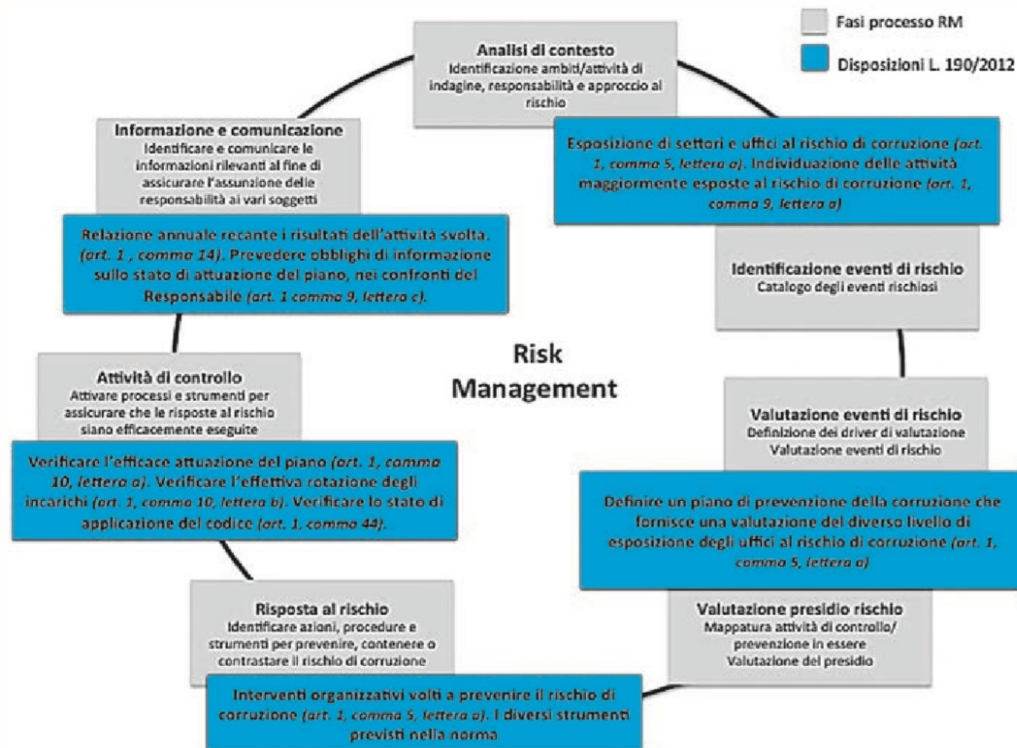 Fasi processo RM
Disposizioni L. 190/2012
Analisi di contesto
Identificazione ambiti/attività di
indagine, responsabilità e approccio al
rischio
Esposizione di settori e uffici al rischio di corruzione (art.
1, comma 5, lettera a). Individuazione delle attività
maggiormente esposte al rischio di corruzione (art. 1,
comma 9, lettera a)
Identificazione eventi di rischio
Catalogo degli eventi rischiosi
Valutazione eventi di rischio
Definizione dei driver di valutazione
Valutazione eventi di rischio
Definire un piano di prevenzione della corruzione che
fornisce una valutazione del diverso livello di
esposizione degli uffici al rischio di corruzione (art. 1,
comma 5, lettera a)
Valutazione presidio rischio
Mappatura attività di controllo/
prevenzione in essere
Valutazione del presidio
Interventi organizzativi volti a prevenire il rischio di
corruzione (art. 1, comma 5, lettera a). I diversi strumenti
previsti nella norma
Risposta al rischio
Identificare azioni, procedure e
strumenti per prevenire, contenere o
contrastare il rischio di corruzione
Verificare l'efficace attuazione del piano (art. 1, comma
10, lettera a). Verificare l'effettiva rotazione degli
incarichi (art. 1, comma 10, lettera b). Verificare lo stato di
applicazione del codice (art. 1, comma 44).
Attività di controllo
Attivare processi e strumenti per
assicurare che le risposte al rischio
siano efficacemente eseguite
Relazione annuale recante i risultati dell'attività svolta.
(art. 1 , comma 14). Prevedere obblighi di informazione
sullo stato di attuazione del piano, nei confronti del
Responsabile (art. 1 comma 9, lettera c).
Informazione e comunicazione
Identificare e comunicare le
informazioni rilevanti al fine di
assicurare l'assunzione delle
responsabilità ai vari soggetti
Risk
Management